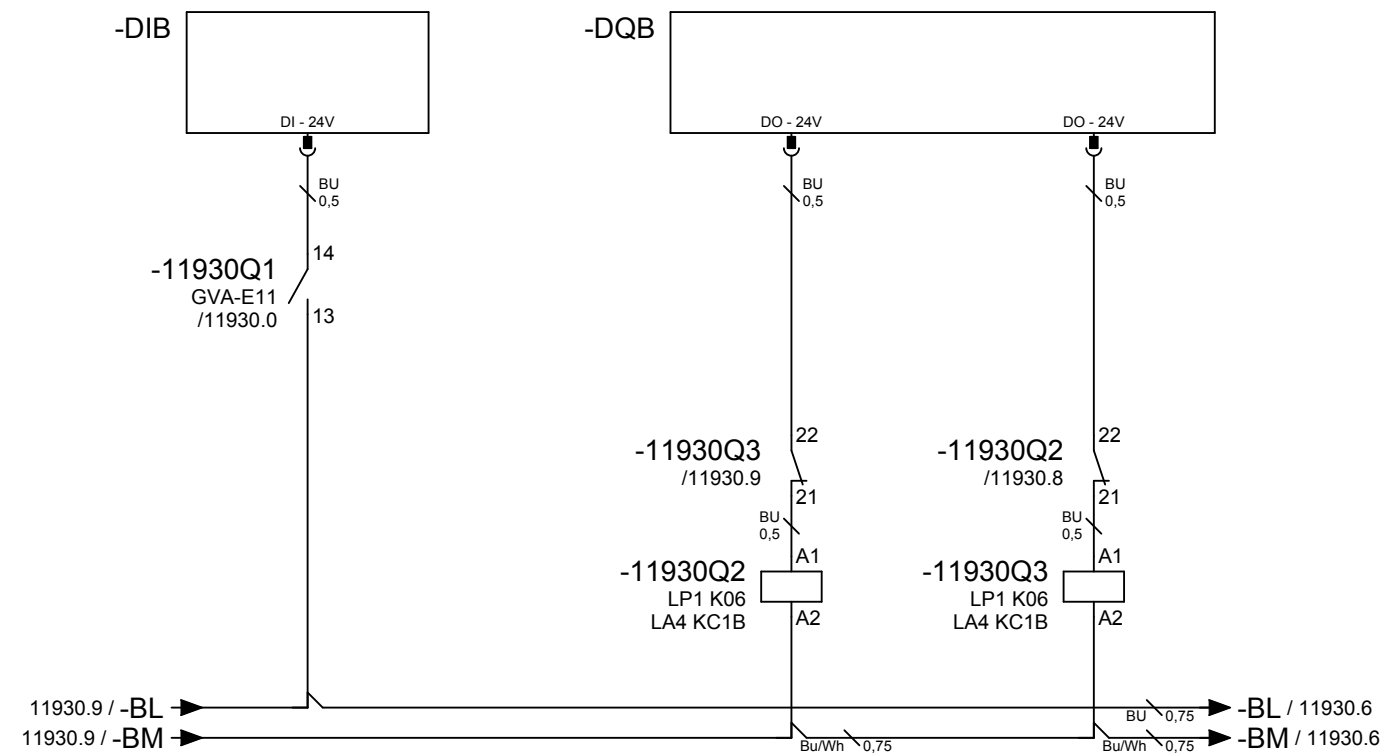 -DIB
-DQB
DI - 24V
DO - 24V
DO - 24V
BU
0,5
BU
0,5
BU
0,5
14
-11930Q1
GVA-E11
/11930.0
13
22
-11930Q3
/11930.9
21
22
-11930Q2
/11930.8
21
BU
0,5
BU
0,5
A1
-11930Q2
LP1 K06
LA4 KC1B
A2
A1
-11930Q3
LP1 K06
LA4 KC1B
A2
11930.9 / -BL
BU 0,75
-BL / 11930.6
11930.9 / -BM
Bu/Wh 0,75
Bu/Wh 0,75
-BM / 11930.6